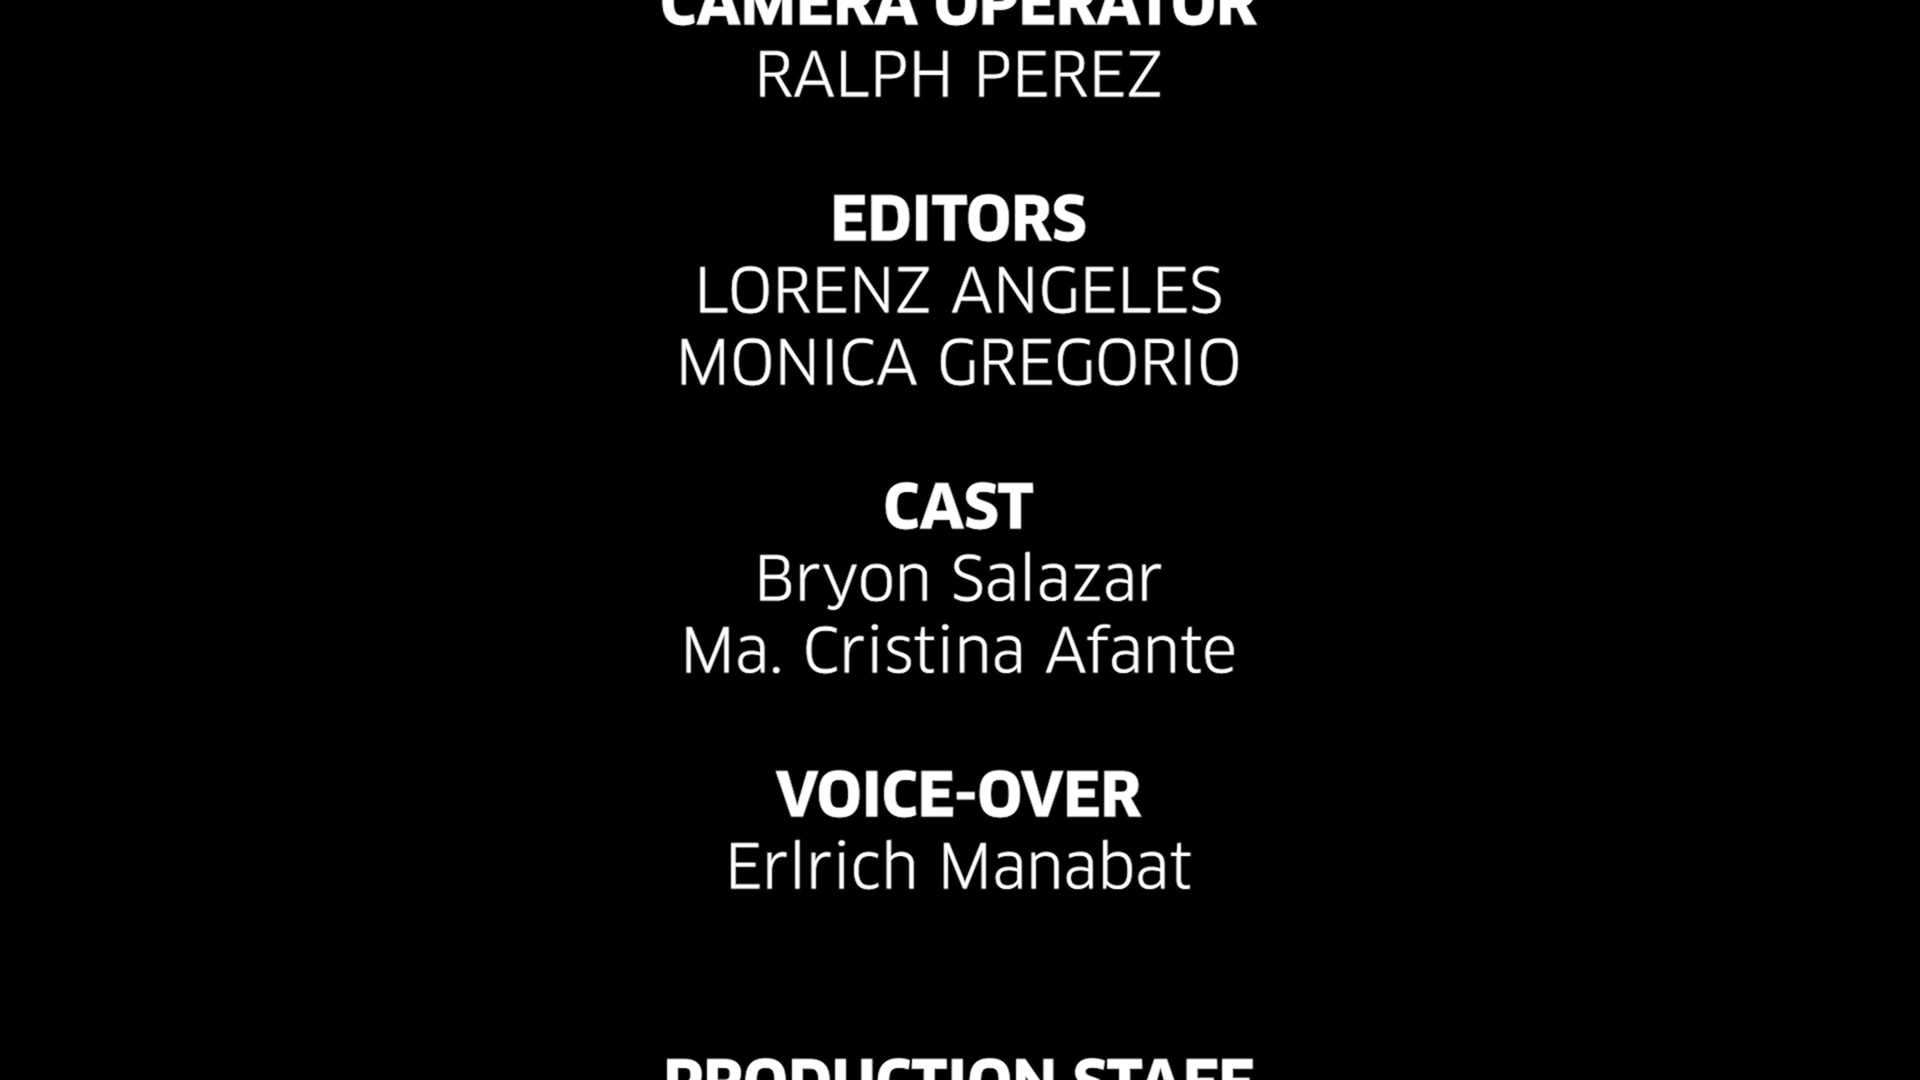 CAMERA OPERATOR
RALPH PEREZ
EDITORS
LORENZ ANGELES
MONICA GREGORIO
CAST
Bryon Salazar
Ma. Cristina Afante
VOICE-OVER
Erlrich Manabat
PRODUCTION STAFF